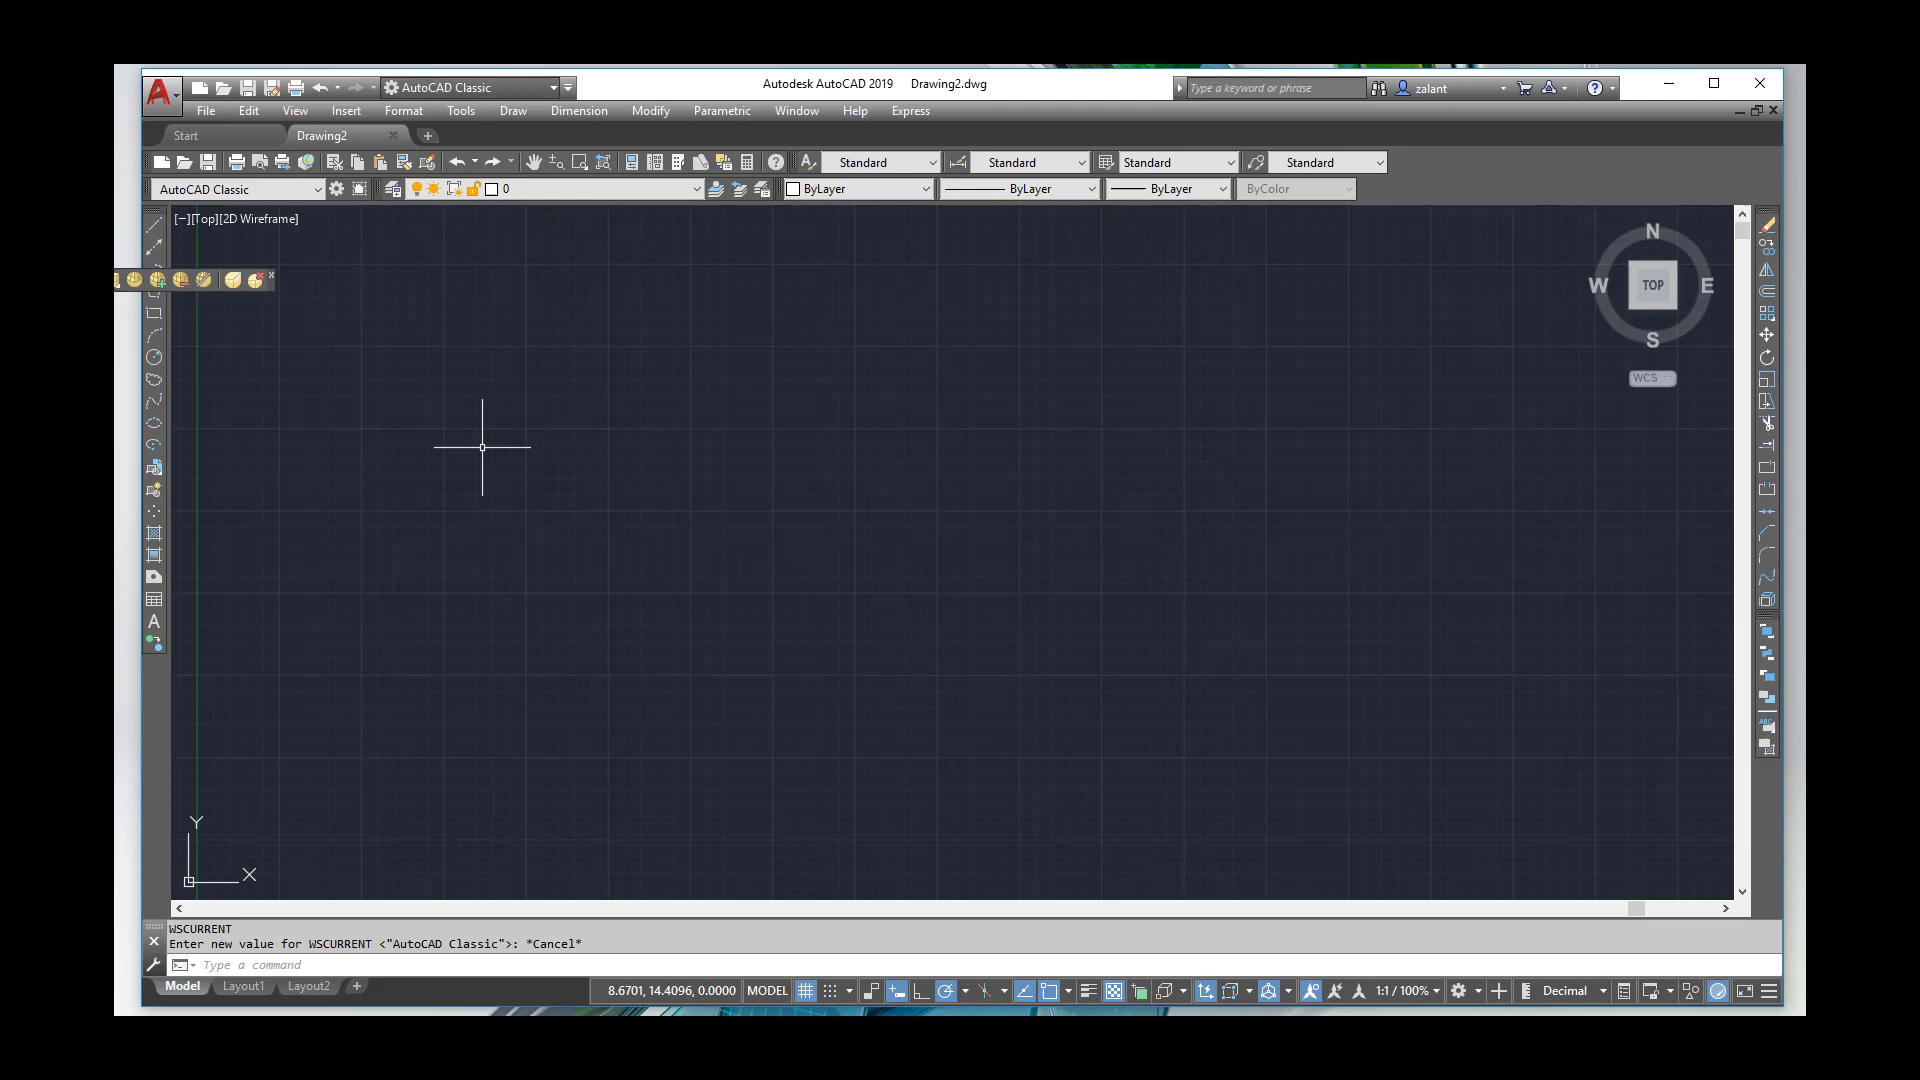 AutoCAD Classic
Autodesk AutoCAD 2019 Drawing2.dwg
Type a keyword or phrase
zalant
File Edit View Insert Format Tools Draw Dimension Modify Parametric Window Help Express
Start Drawing2
Standard Standard Standard Standard
AutoCAD Classic 0 ByLayer ByLayer ByLayer ByColor
[−][Top][2D Wireframe]
N
W TOP E
S
WCS
ABC
A
Y
X
WSCURRENT
Enter new value for WSCURRENT <"AutoCAD Classic">: *Cancel*
Type a command
Model Layout1 Layout2 +
8.6701, 14.4096, 0.0000 MODEL 1:1 / 100% Decimal